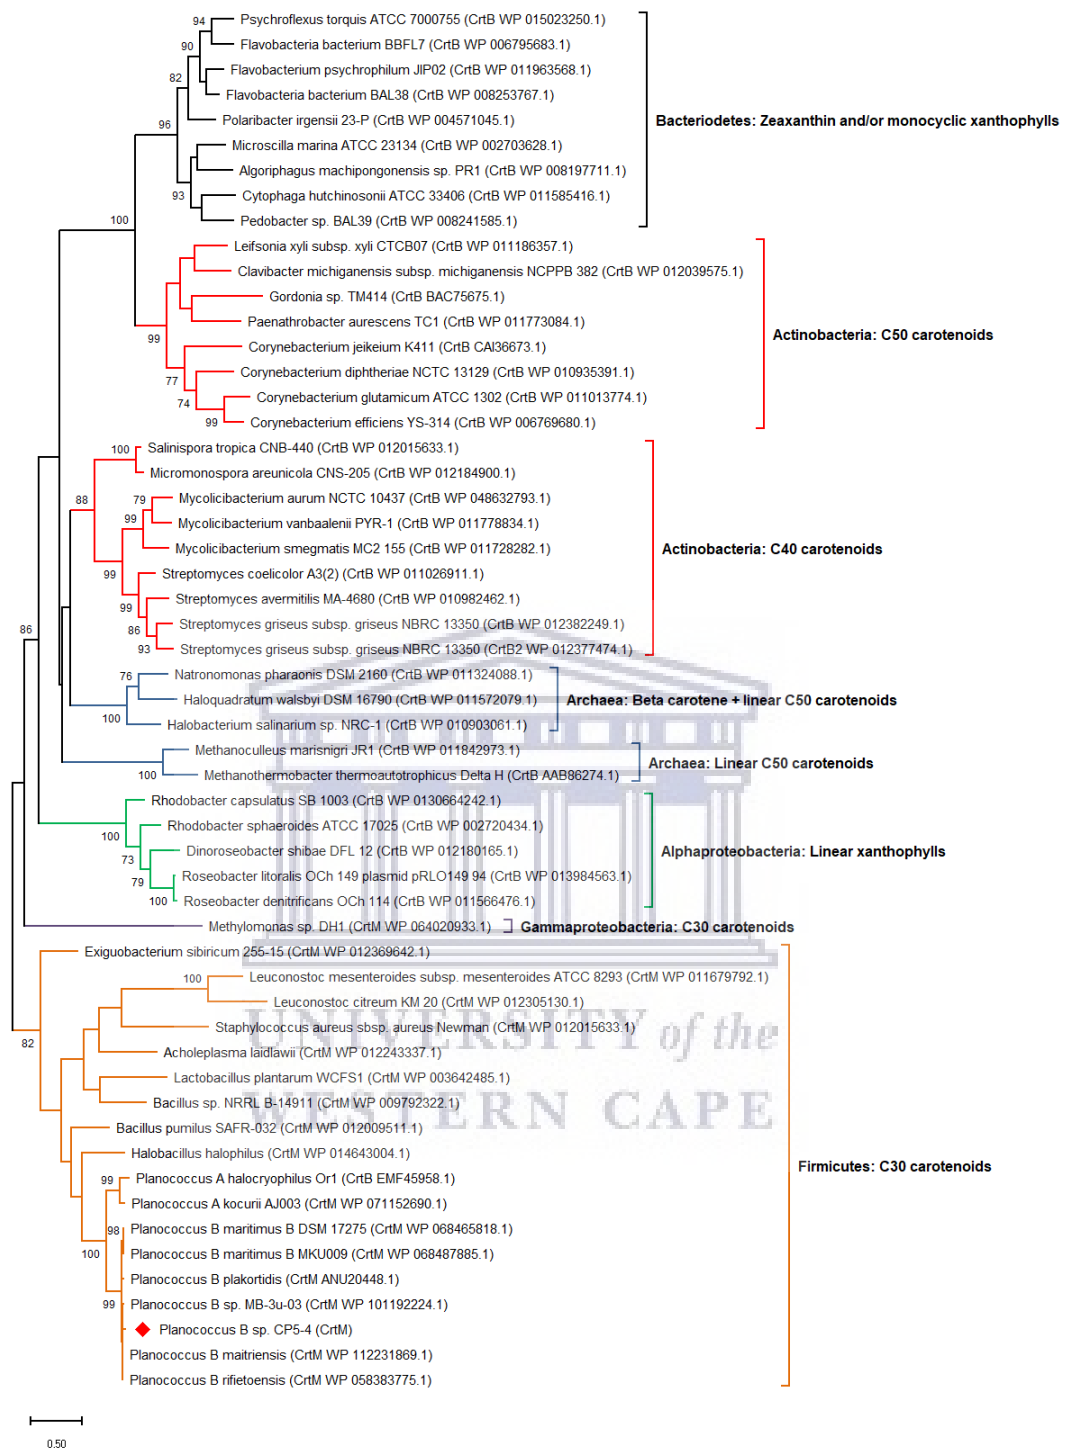 94
Psychroflexus torquis ATCC 7000755 (CrtB WP 015023250.1)
90
Flavobacteria bacterium BBFL7 (CrtB WP 006795683.1)
Flavobacterium psychrophilum JIP02 (CrtB WP 011963568.1)
82
Flavobacteria bacterium BAL38 (CrtB WP 008253767.1)
96
Polaribacter irgensii 23-P (CrtB WP 004571045.1)
Bacteriodetes: Zeaxanthin and/or monocyclic xanthophylls
Microscilla marina ATCC 23134 (CrtB WP 002703628.1)
Algoriphagus machipongonensis sp. PR1 (CrtB WP 008197711.1)
93
Cytophaga hutchinosonii ATCC 33406 (CrtB WP 011585416.1)
100
Pedobacter sp. BAL39 (CrtB WP 008241585.1)
Leifsonia xyli subsp. xyli CTCB07 (CrtB WP 011186357.1)
Clavibacter michiganensis subsp. michiganensis NCPPB 382 (CrtB WP 012039575.1)
Gordonia sp. TM414 (CrtB BAC75675.1)
Paenathrobacter aurescens TC1 (CrtB WP 011773084.1)
99
Actinobacteria: C50 carotenoids
Corynebacterium jeikeium K411 (CrtB CAI36673.1)
77
Corynebacterium diphtheriae NCTC 13129 (CrtB WP 010935391.1)
74
Corynebacterium glutamicum ATCC 1302 (CrtB WP 011013774.1)
99
Corynebacterium efficiens YS-314 (CrtB WP 006769680.1)
100
Salinispora tropica CNB-440 (CrtB WP 012015633.1)
Micromonospora areunicola CNS-205 (CrtB WP 012184900.1)
88
79
Mycolicibacterium aurum NCTC 10437 (CrtB WP 048632793.1)
99
Mycolicibacterium vanbaalenii PYR-1 (CrtB WP 011778834.1)
Mycolicibacterium smegmatis MC2 155 (CrtB WP 011728282.1)
Actinobacteria: C40 carotenoids
99
Streptomyces coelicolor A3(2) (CrtB WP 011026911.1)
Streptomyces avermitilis MA-4680 (CrtB WP 010982462.1)
99
Streptomyces griseus subsp. griseus NBRC 13350 (CrtB WP 012382249.1)
86
86
93
Streptomyces griseus subsp. griseus NBRC 13350 (CrtB2 WP 012377474.1)
76
Natronomonas pharaonis DSM 2160 (CrtB WP 011324088.1)
Haloquadratum walsbyi DSM 16790 (CrtB WP 011572079.1)
Archaea: Beta carotene + linear C50 carotenoids
100
Halobacterium salinarium sp. NRC-1 (CrtB WP 010903061.1)
Methanoculleus marisnigri JR1 (CrtB WP 011842973.1)
Archaea: Linear C50 carotenoids
100
Methanothermobacter thermoautotrophicus Delta H (CrtB AAB86274.1)
Rhodobacter capsulatus SB 1003 (CrtB WP 0130664242.1)
100
Rhodobacter sphaeroides ATCC 17025 (CrtB WP 002720434.1)
73
Dinoroseobacter shibae DFL 12 (CrtB WP 012180165.1)
Alphaproteobacteria: Linear xanthophylls
79
Roseobacter litoralis OCh 149 plasmid pRLO149 94 (CrtB WP 013984563.1)
100
Roseobacter denitrificans OCh 114 (CrtB WP 011566476.1)
Methylomonas sp. DH1 (CrtM WP 064020933.1)
Gammaproteobacteria: C30 carotenoids
Exiguobacterium sibiricum 255-15 (CrtM WP 012369642.1)
100
Leuconostoc mesenteroides subsp. mesenteroides ATCC 8293 (CrtM WP 011679792.1)
Leuconostoc citreum KM 20 (CrtM WP 012305130.1)
Staphylococcus aureus sbsp. aureus Newman (CrtM WP 012015633.1)
UNIVERSITY of the
82
Acholeplasma laidlawii (CrtM WP 012243337.1)
Lactobacillus plantarum WCFS1 (CrtM WP 003642485.1)
Bacillus sp. NRRL B-14911 (CrtM WP 009792322.1)
WESTERN CAPE
Bacillus pumilus SAFR-032 (CrtM WP 012009511.1)
Halobacillus halophilus (CrtM WP 014643004.1)
Firmicutes: C30 carotenoids
99
Planococcus A halocryophilus Or1 (CrtB EMF45958.1)
Planococcus A kocurii AJ003 (CrtM WP 071152690.1)
98
Planococcus B maritimus B DSM 17275 (CrtM WP 068465818.1)
100
Planococcus B maritimus B MKU009 (CrtM WP 068487885.1)
Planococcus B plakortidis (CrtM ANU20448.1)
99
Planococcus B sp. MB-3u-03 (CrtM WP 101192224.1)
Planococcus B sp. CP5-4 (CrtM)
Planococcus B maitriensis (CrtM WP 112231869.1)
Planococcus B rifietoensis (CrtM WP 058383775.1)
0.50